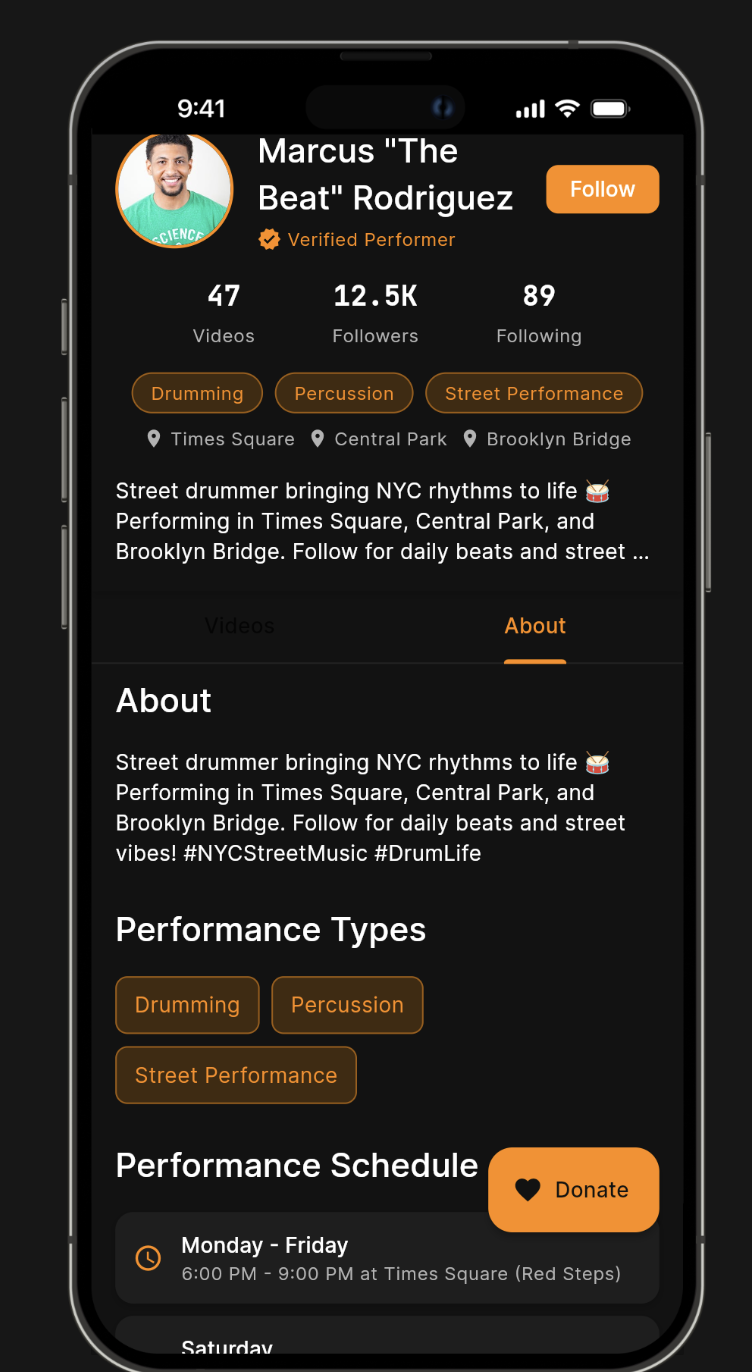 9:41
Marcus "The
Beat" Rodriguez
Follow
Verified Performer
47
12.5K
89
Videos
Followers
Following
Drumming
Percussion
Street Performance
Times Square
Central Park
Brooklyn Bridge
Street drummer bringing NYC rhythms to life 🥁
Performing in Times Square, Central Park, and
Brooklyn Bridge. Follow for daily beats and street ...
Videos
About
About
Street drummer bringing NYC rhythms to life 🥁
Performing in Times Square, Central Park, and
Brooklyn Bridge. Follow for daily beats and street
vibes! #NYCStreetMusic #DrumLife
Performance Types
Drumming
Percussion
Street Performance
Performance Schedule
Donate
Monday - Friday
6:00 PM - 9:00 PM at Times Square (Red Steps)
Saturday